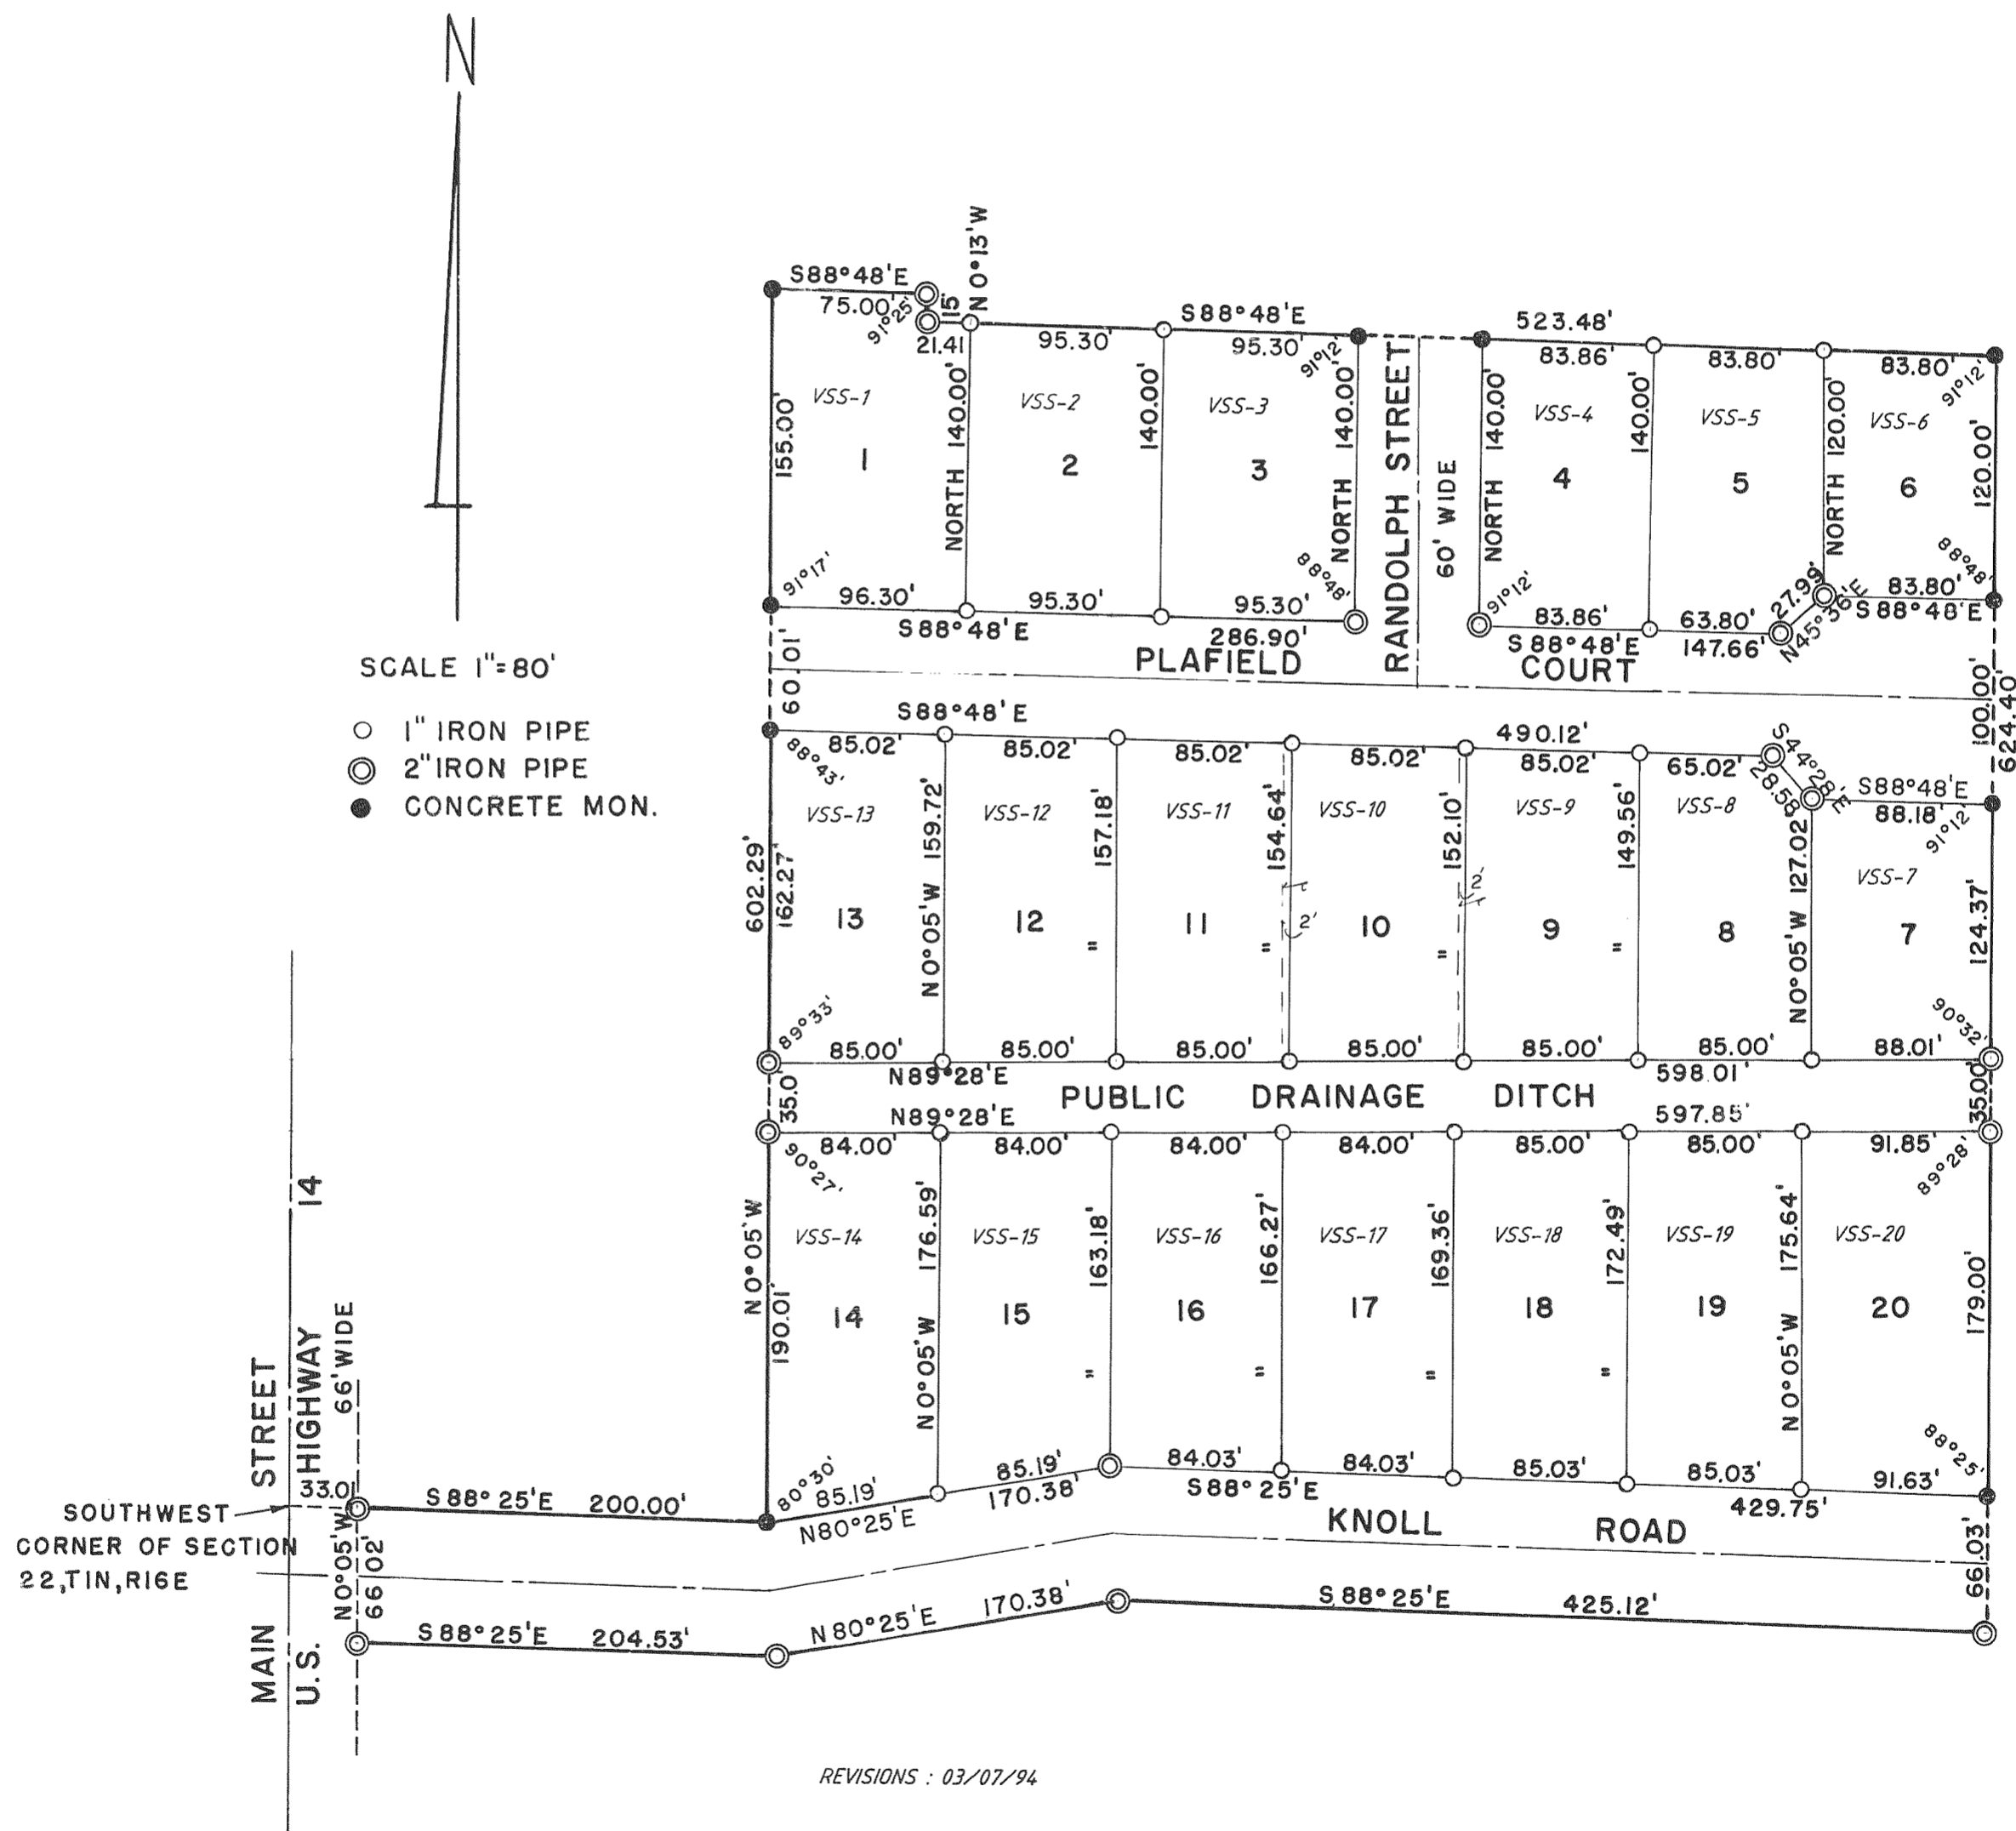 N
SCALE 1"=80'
1" IRON PIPE
2" IRON PIPE
CONCRETE MON.
S88°48'E
75.00'
91°25'
15'
N0°13'W
21.41
95.30'
S88°48'E
95.30'
91°12'
523.48'
83.86'
83.80'
83.80'
91°12'
155.00'
VSS-1
1
NORTH 140.00'
VSS-2
2
140.00'
VSS-3
3
NORTH 140.00'
RANDOLPH STREET
60' WIDE
NORTH 140.00'
VSS-4
4
140.00'
VSS-5
5
NORTH 120.00'
VSS-6
6
120.00'
91°17'
96.30'
95.30'
95.30'
88°48'
91°12'
83.86'
63.80'
27.99'
N45°36'E
83.80'
88°48'
S88°48'E
S88°48'E
286.90'
S88°48'E
147.66'
60.01'
PLAFIELD COURT
100.00'
624.40'
S88°48'E
490.12'
85.02'
85.02'
85.02'
85.02'
85.02'
65.02'
S44°28'E
28.58'
S88°48'E
88.18'
91°12'
88°43'
602.29'
162.27'
VSS-13
13
N0°05'W 159.72'
VSS-12
12
157.18'
"
VSS-11
11
154.64'
"
2'
VSS-10
10
152.10'
"
2'
VSS-9
9
149.56'
"
VSS-8
8
N0°05'W 127.02'
VSS-7
7
124.37'
89°33'
90°32'
85.00'
85.00'
85.00'
85.00'
85.00'
85.00'
88.01'
N89°28'E
598.01'
35.0'
PUBLIC DRAINAGE DITCH
35.00'
N89°28'E
597.85'
84.00'
84.00'
84.00'
84.00'
85.00'
85.00'
91.85'
90°27'
89°28'
N0°05'W
190.01'
VSS-14
14
N0°05'W 176.59'
VSS-15
15
163.18'
"
VSS-16
16
166.27'
"
VSS-17
17
169.36'
"
VSS-18
18
172.49'
"
VSS-19
19
N0°05'W 175.64'
VSS-20
20
179.00'
80°30'
85.19'
85.19'
84.03'
84.03'
85.03'
85.03'
91.63'
88°25'
N80°25'E
170.38'
S88°25'E
429.75'
KNOLL ROAD
66.03'
MAIN STREET
U.S. HIGHWAY 14
66' WIDE
33.01
SOUTHWEST
CORNER OF SECTION
22,T1N,R16E
S88°25'E 200.00'
N0°05'W
66.02'
S88°25'E 204.53'
N80°25'E 170.38'
S88°25'E 425.12'
REVISIONS : 03/07/94